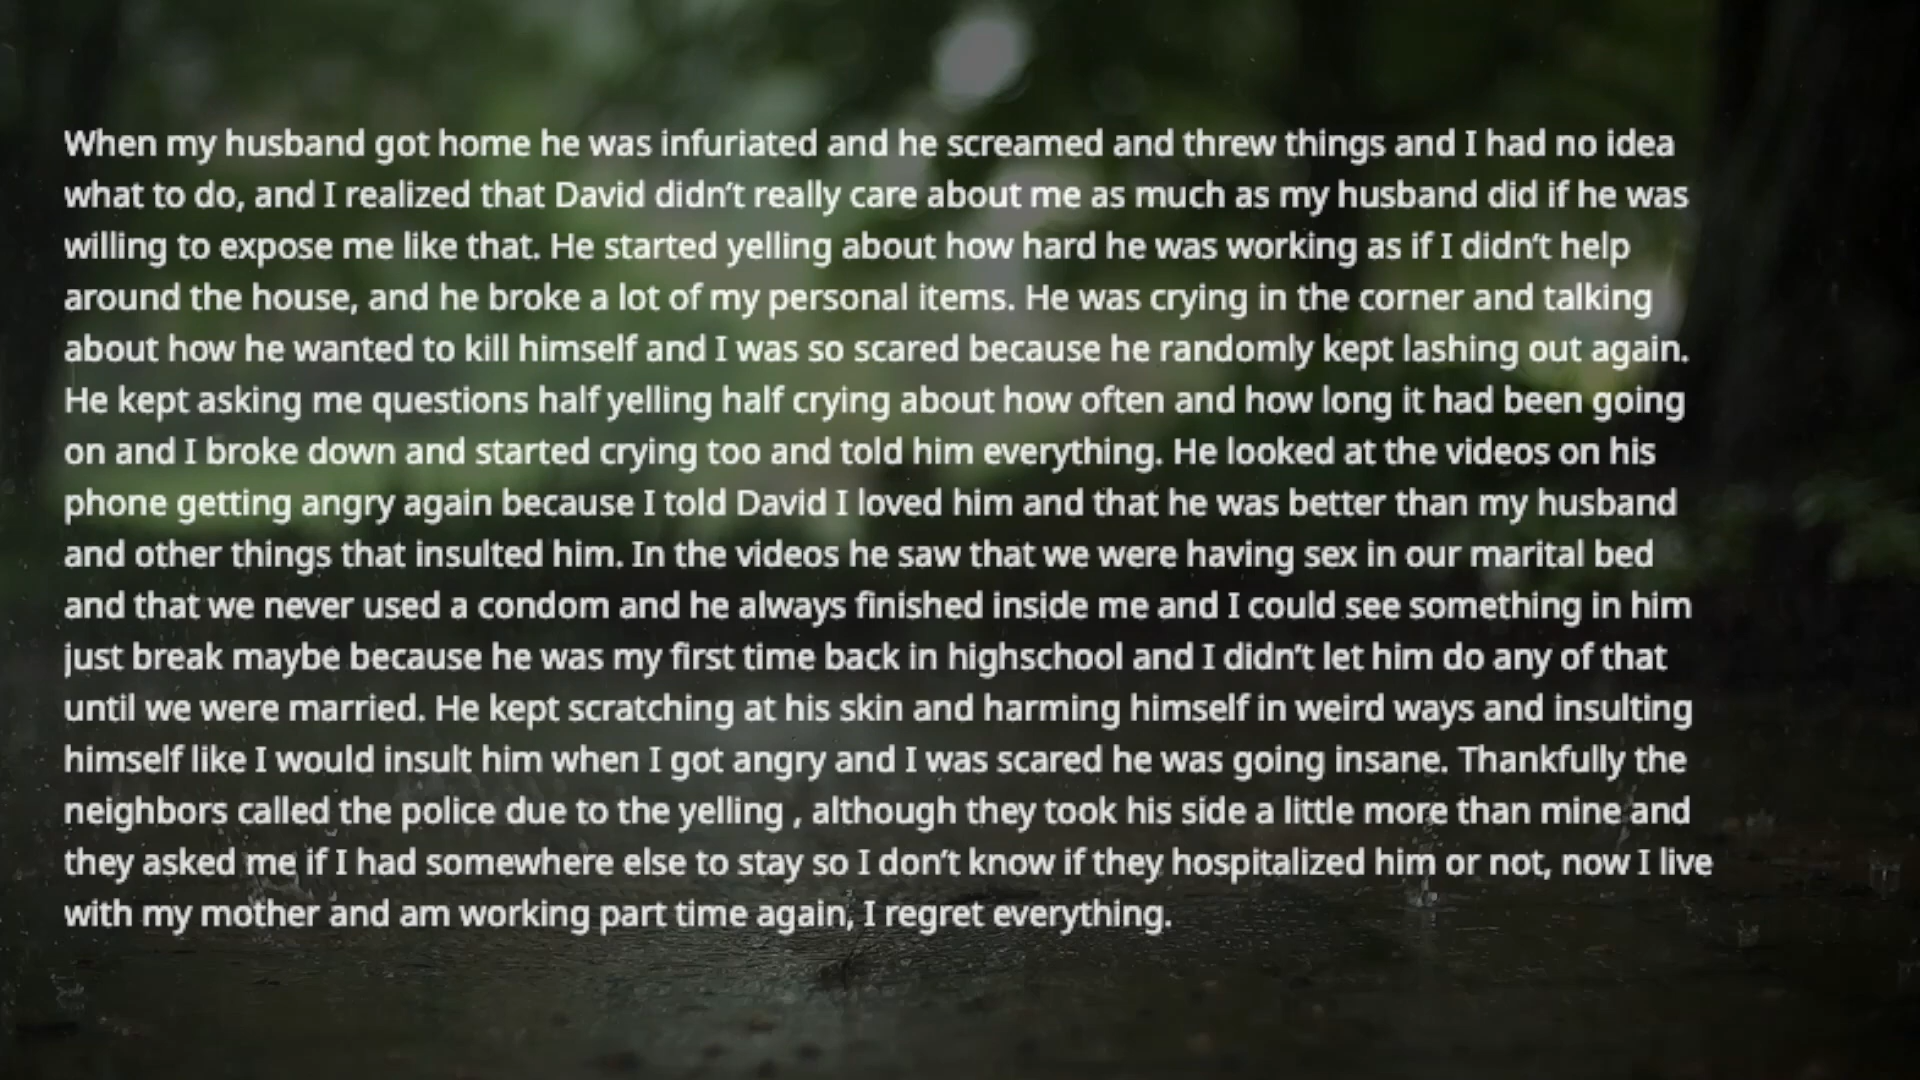 When my husband got home he was infuriated and he screamed and threw things and I had no idea
what to do, and I realized that David didn’t really care about me as much as my husband did if he was
willing to expose me like that. He started yelling about how hard he was working as if I didn’t help
around the house, and he broke a lot of my personal items. He was crying in the corner and talking
about how he wanted to kill himself and I was so scared because he randomly kept lashing out again.
He kept asking me questions half yelling half crying about how often and how long it had been going
on and I broke down and started crying too and told him everything. He looked at the videos on his
phone getting angry again because I told David I loved him and that he was better than my husband
and other things that insulted him. In the videos he saw that we were having sex in our marital bed
and that we never used a condom and he always finished inside me and I could see something in him
just break maybe because he was my first time back in highschool and I didn’t let him do any of that
until we were married. He kept scratching at his skin and harming himself in weird ways and insulting
himself like I would insult him when I got angry and I was scared he was going insane. Thankfully the
neighbors called the police due to the yelling , although they took his side a little more than mine and
they asked me if I had somewhere else to stay so I don’t know if they hospitalized him or not, now I live
with my mother and am working part time again, I regret everything.